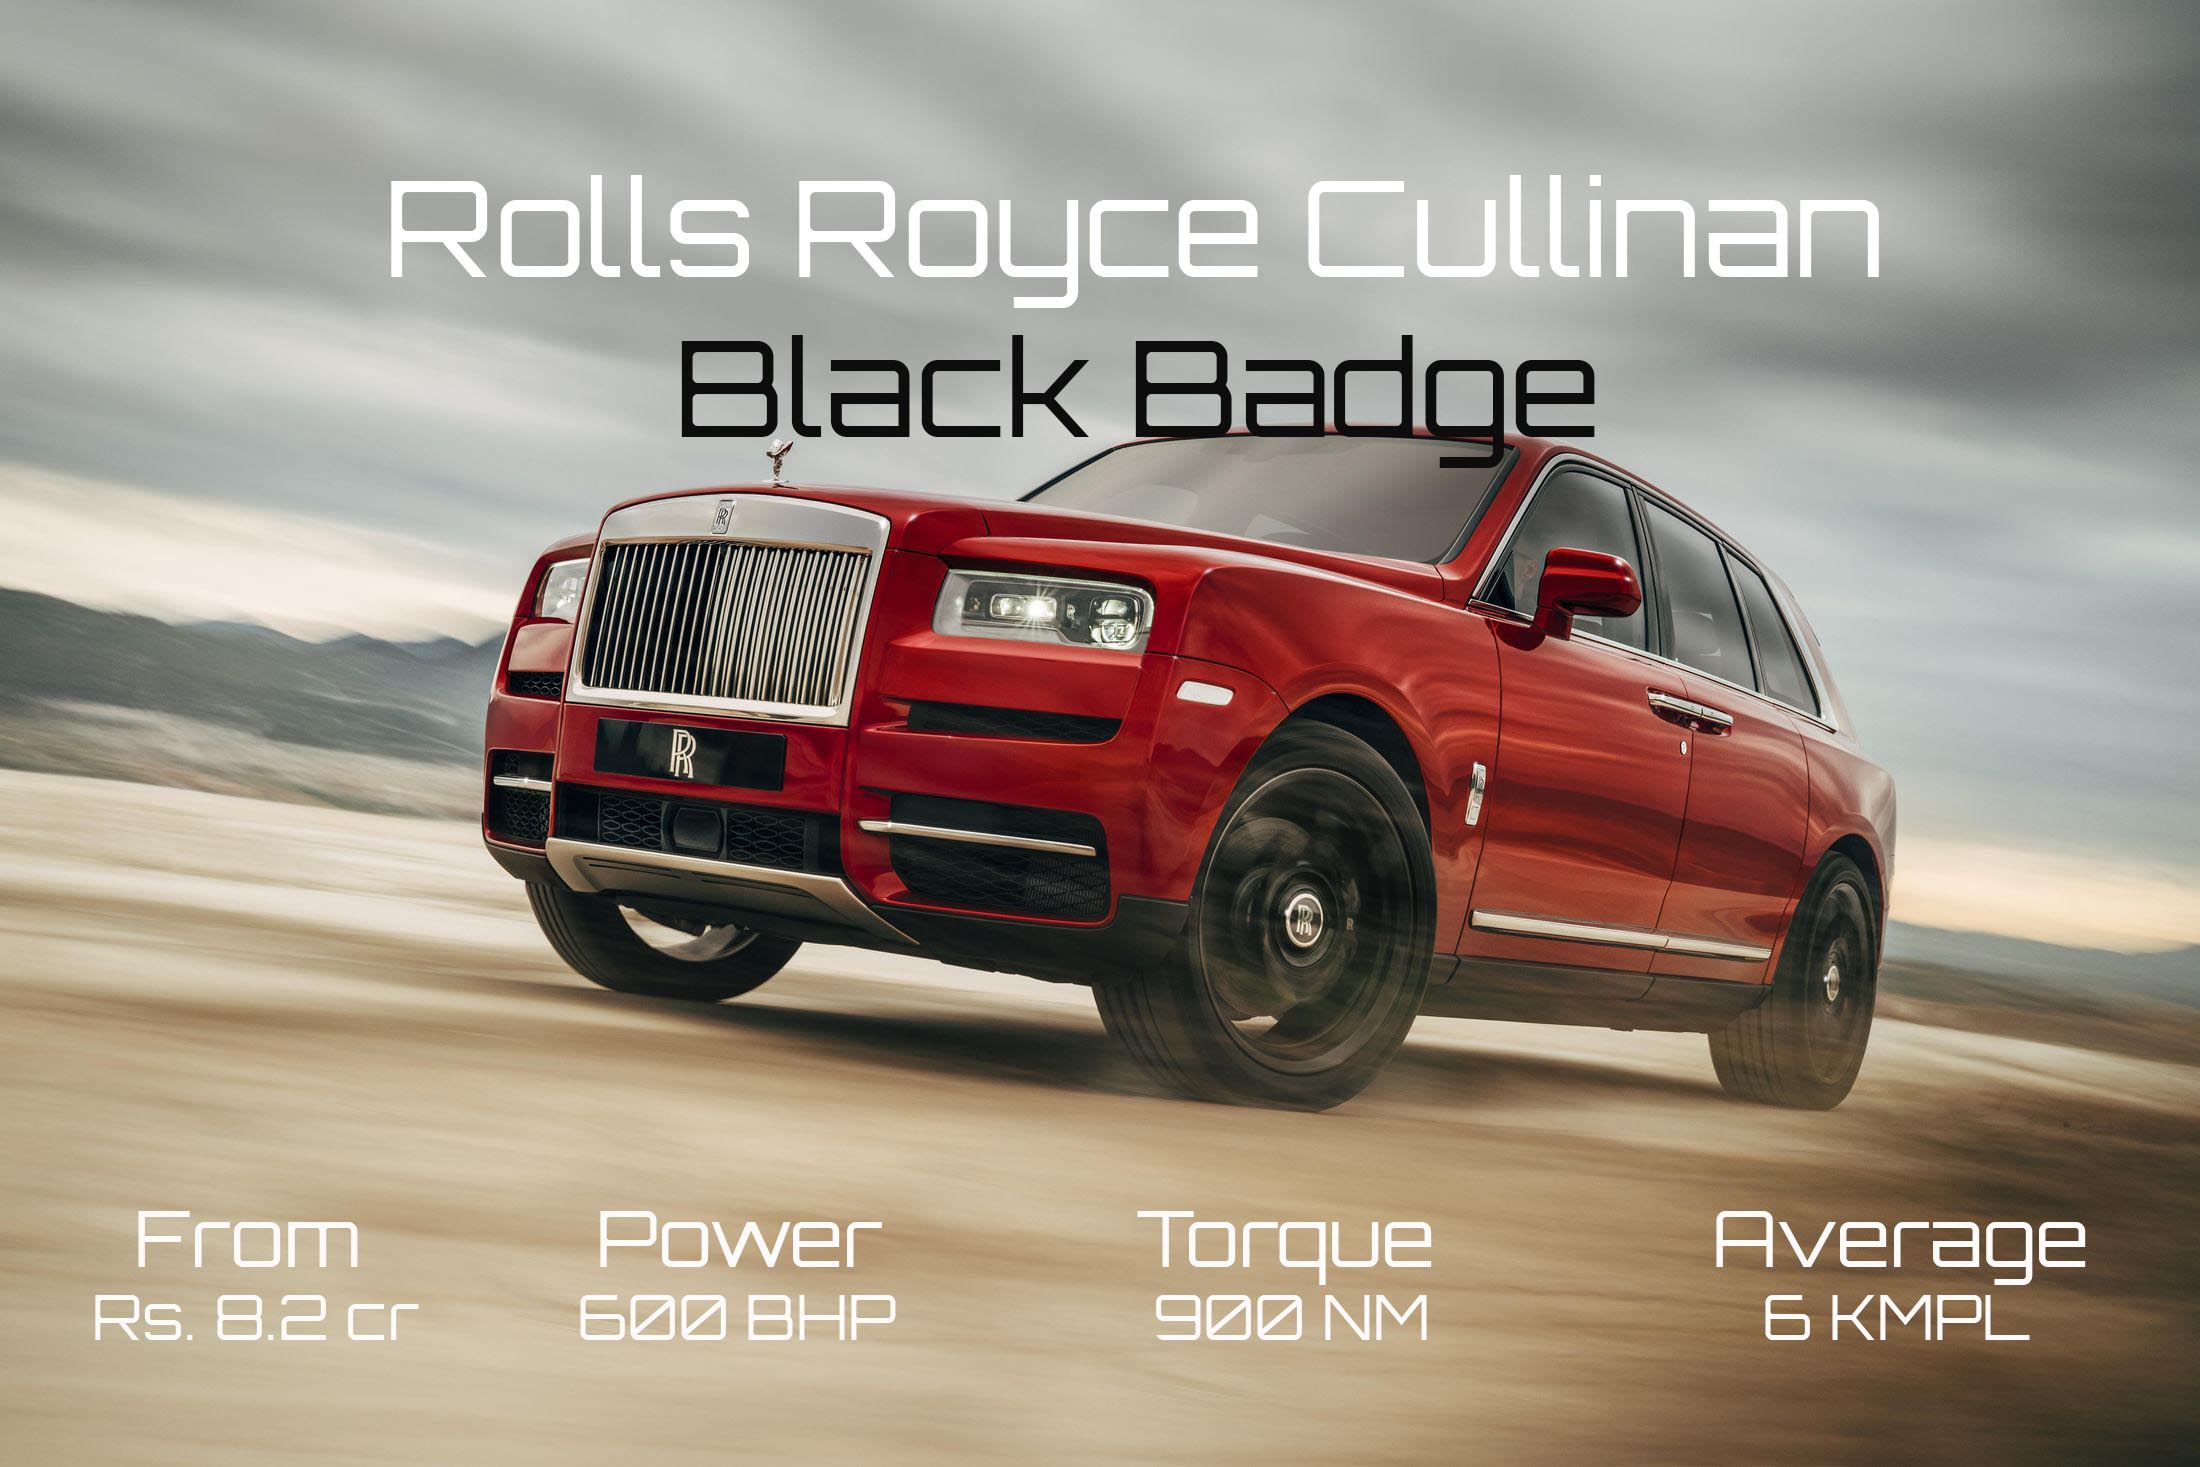 Rolls Royce Cullinan
Black Badge
From
Rs. 8.2 cr
Power
600 BHP
Torque
900 NM
Average
6 KMPL